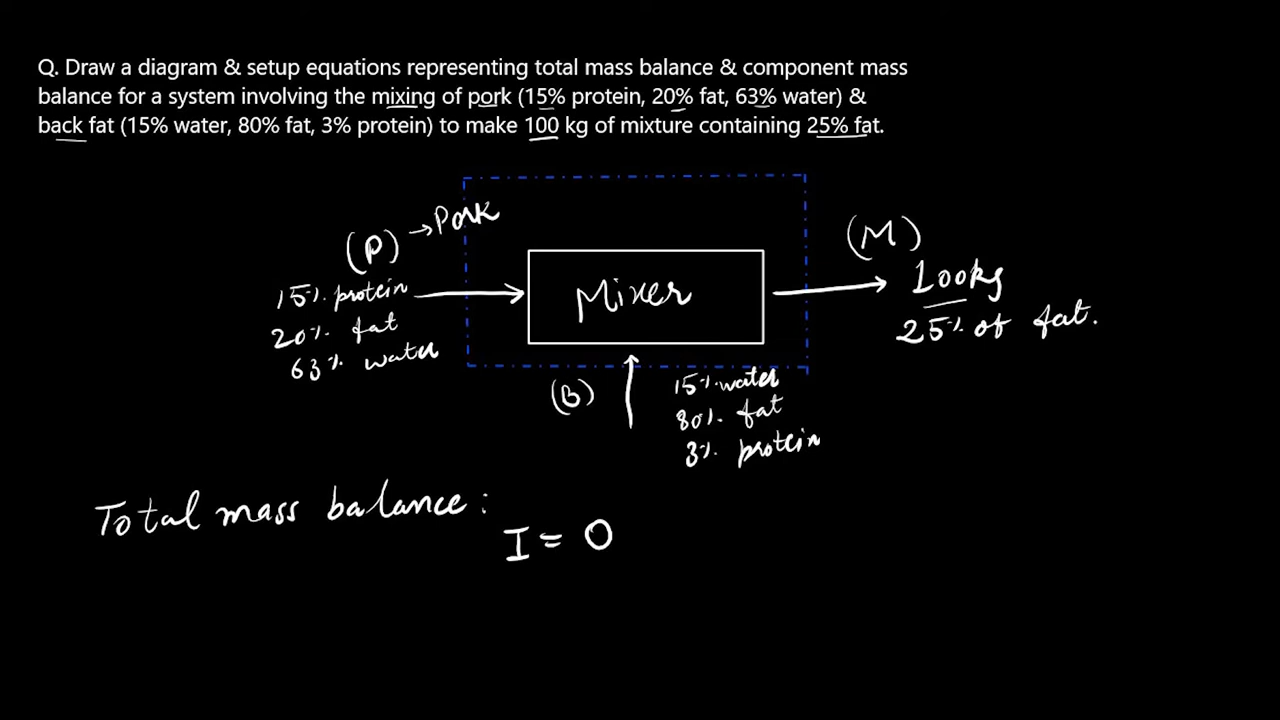 Q. Draw a diagram & setup equations representing total mass balance & component mass
balance for a system involving the mixing of pork (15% protein, 20% fat, 63% water) &
back fat (15% water, 80% fat, 3% protein) to make 100 kg of mixture containing 25% fat.
(P) → Pork
15% protein
20% fat
63% water
Mixer
(M)
100kg
25% of fat.
(B)
15% water
80% fat
3% protein
Total mass balance:
I = O